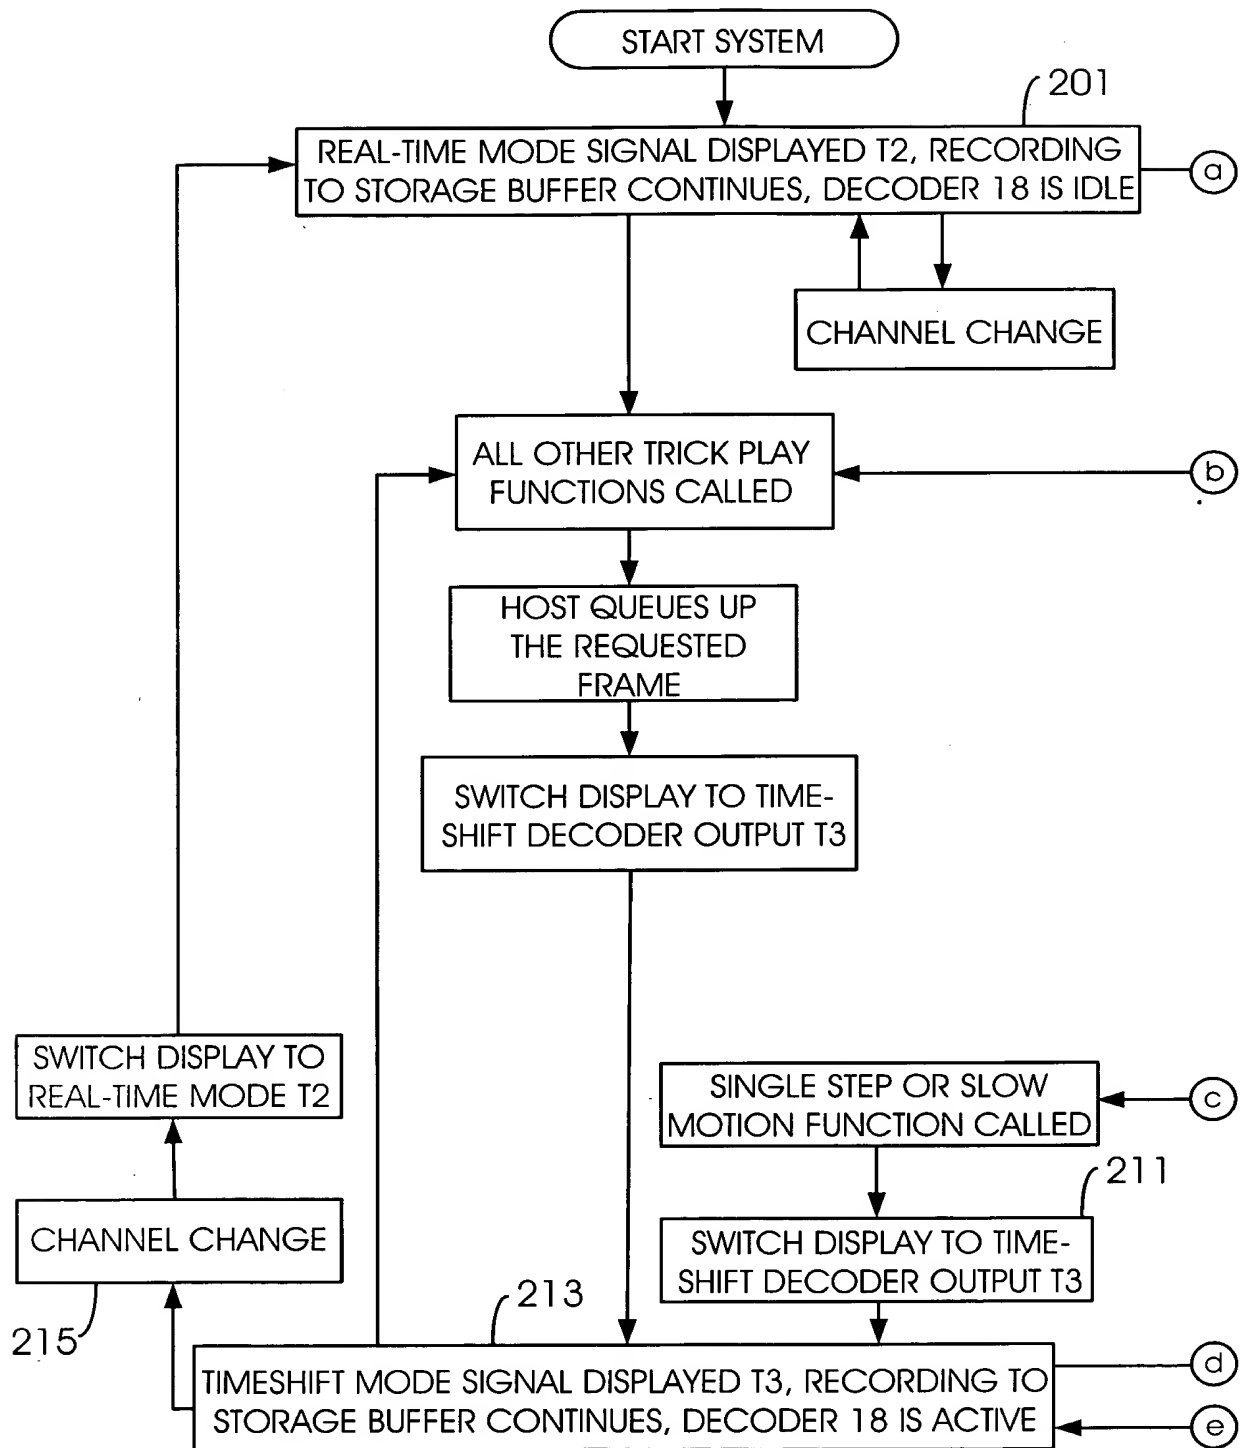 START SYSTEM
201
REAL-TIME MODE SIGNAL DISPLAYED T2, RECORDING
TO STORAGE BUFFER CONTINUES, DECODER 18 IS IDLE
a
CHANNEL CHANGE
ALL OTHER TRICK PLAY
FUNCTIONS CALLED
b
HOST QUEUES UP
THE REQUESTED
FRAME
SWITCH DISPLAY TO TIME-
SHIFT DECODER OUTPUT T3
SWITCH DISPLAY TO
REAL-TIME MODE T2
SINGLE STEP OR SLOW
MOTION FUNCTION CALLED
c
211
CHANNEL CHANGE
215
SWITCH DISPLAY TO TIME-
SHIFT DECODER OUTPUT T3
213
TIMESHIFT MODE SIGNAL DISPLAYED T3, RECORDING TO
STORAGE BUFFER CONTINUES, DECODER 18 IS ACTIVE
d
e